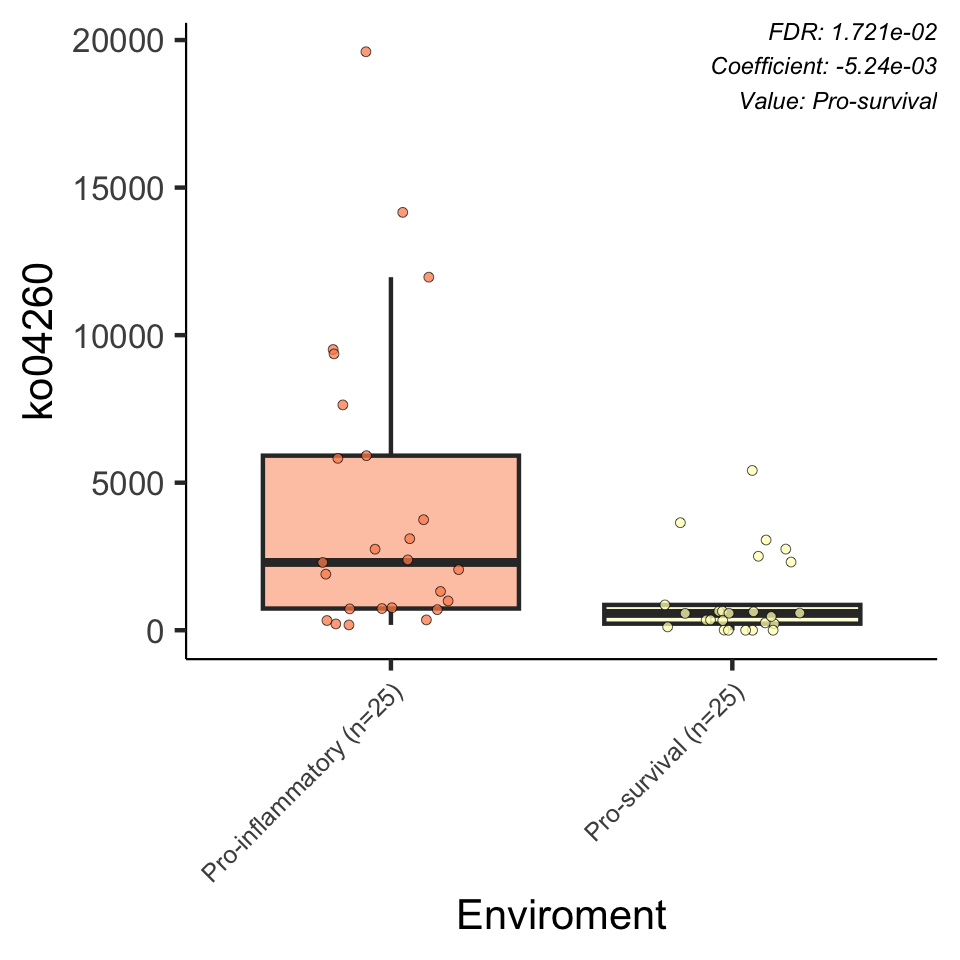 FDR: 1.721e-02
Coefficient: -5.24e-03
Value: Pro-survival
20000
15000
10000
5000
0
ko04260
Pro-inflammatory (n=25)
Pro-survival (n=25)
Enviroment